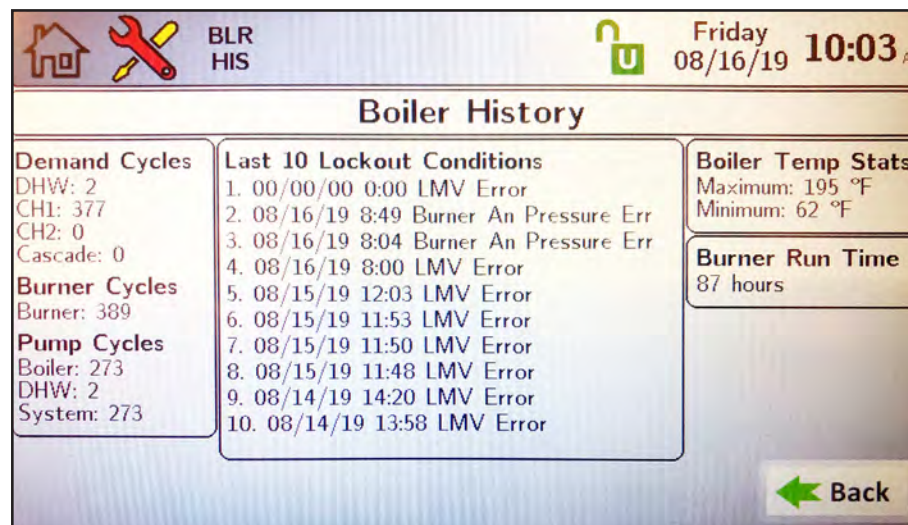 BLR
HIS
U
Friday
08/16/19
10:03
Boiler History
Demand Cycles
DHW: 2
CH1: 377
CH2: 0
Cascade: 0
Burner Cycles
Burner: 389
Pump Cycles
Boiler: 273
DHW: 2
System: 273
Last 10 Lockout Conditions
1. 00/00/00 0:00 LMV Error
2. 08/16/19 8:49 Burner An Pressure Err
3. 08/16/19 8:04 Burner An Pressure Err
4. 08/16/19 8:00 LMV Error
5. 08/15/19 12:03 LMV Error
6. 08/15/19 11:53 LMV Error
7. 08/15/19 11:50 LMV Error
8. 08/15/19 11:48 LMV Error
9. 08/14/19 14:20 LMV Error
10. 08/14/19 13:58 LMV Error
Boiler Temp Stats
Maximum: 195 °F
Minimum: 62 °F
Burner Run Time
87 hours
Back